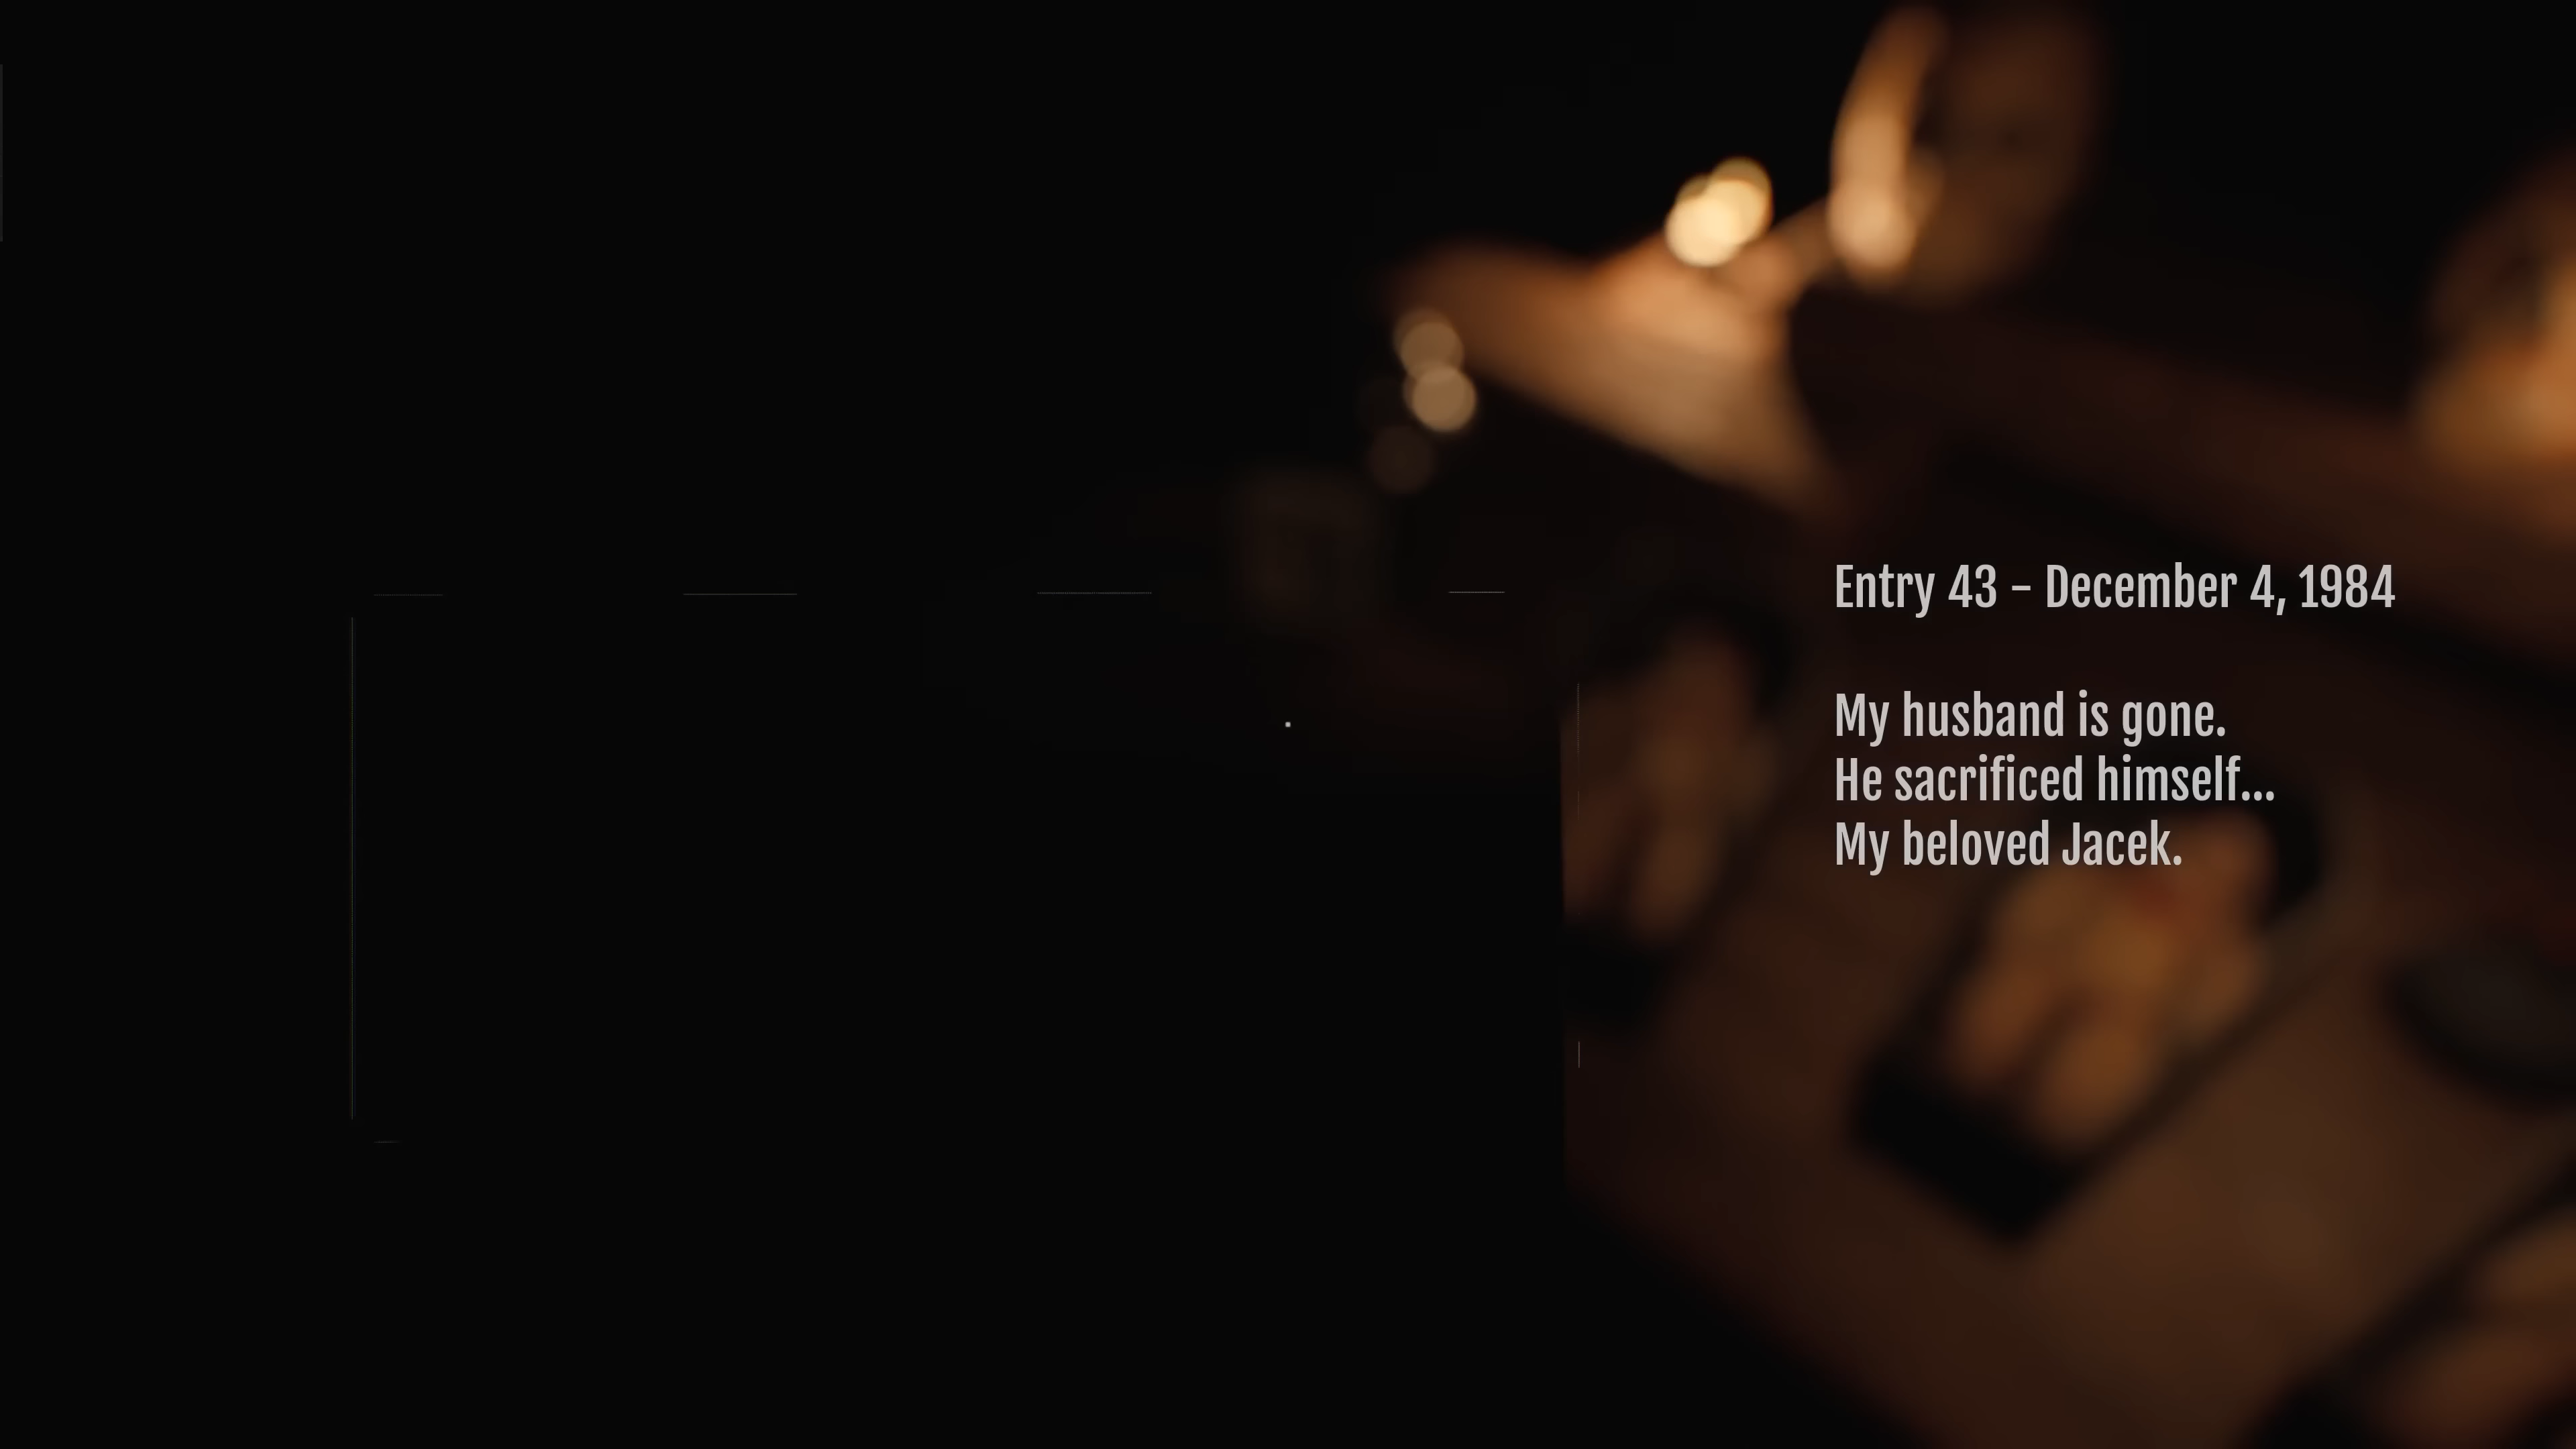 Entry 43 – December 4, 1984
My husband is gone.
He sacrificed himself...
My beloved Jacek.